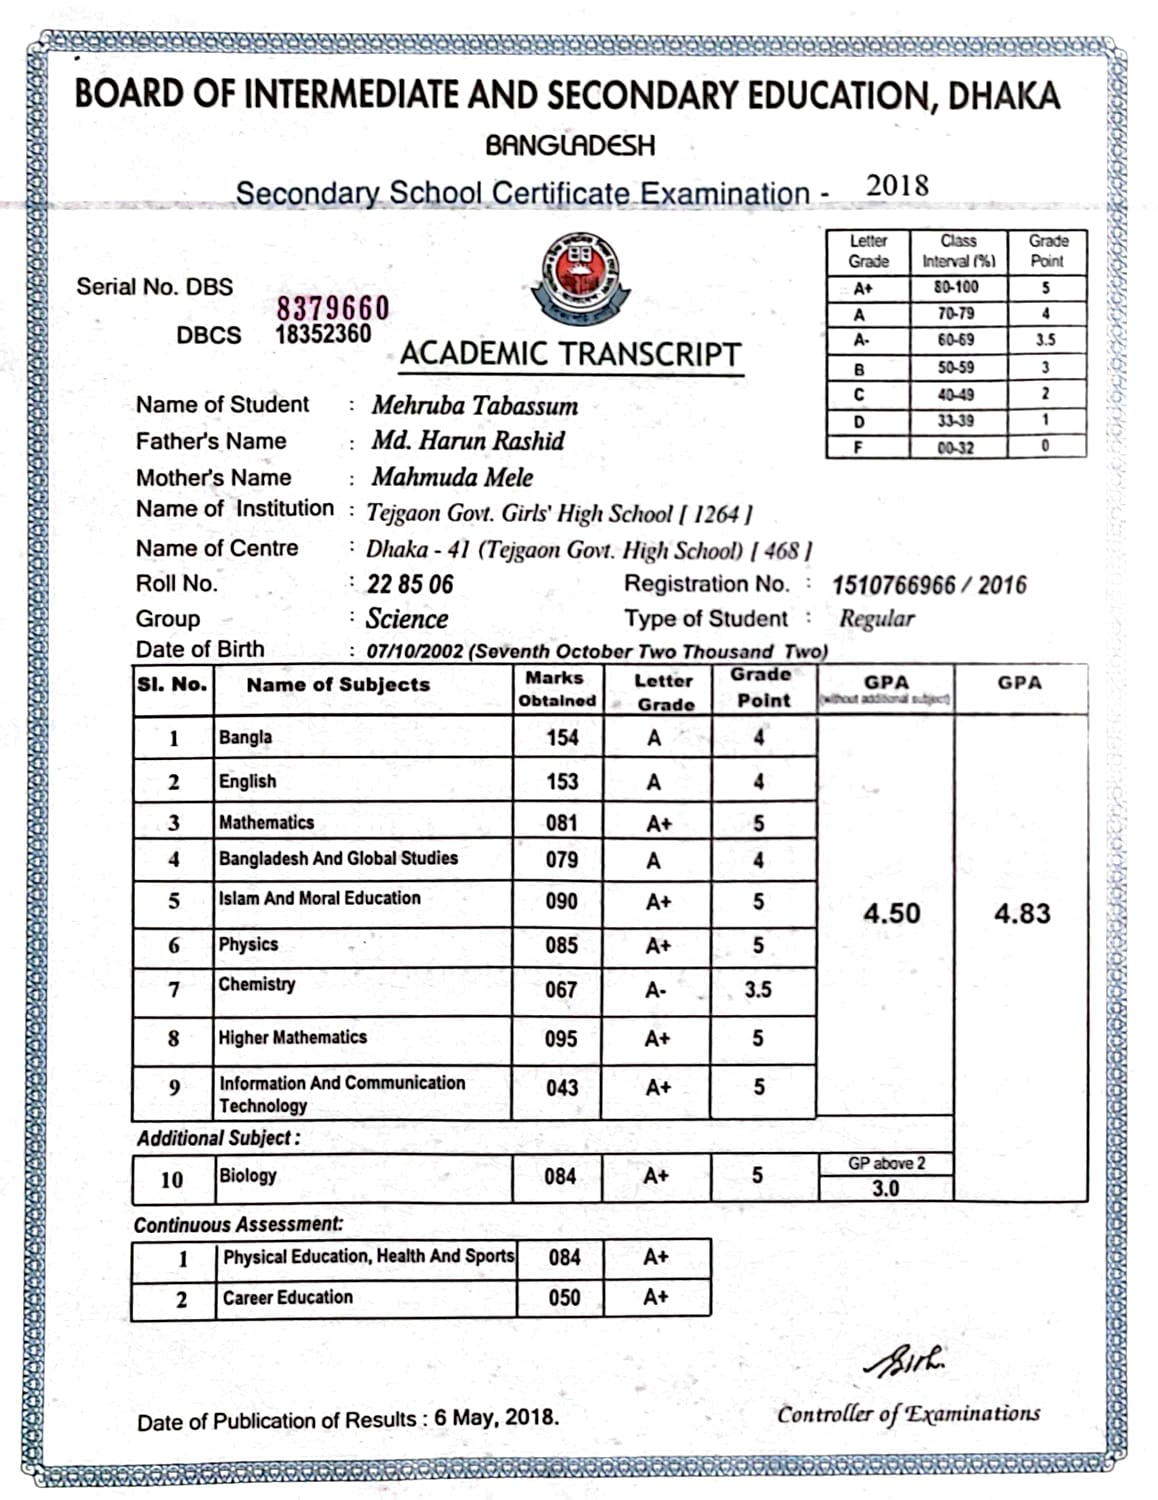 BOARD OF INTERMEDIATE AND SECONDARY EDUCATION, DHAKA
BANGLADESH
Secondary School Certificate Examination - 2018
Letter Grade Class Interval (%) Grade Point
A+ 80-100 5
A 70-79 4
A- 60-69 3.5
B 50-59 3
C 40-49 2
D 33-39 1
F 00-32 0
Serial No. DBS 8379660
DBCS 18352360
ACADEMIC TRANSCRIPT
Name of Student : Mehruba Tabassum
Father's Name : Md. Harun Rashid
Mother's Name : Mahmuda Mele
Name of Institution : Tejgaon Govt. Girls' High School [ 1264 ]
Name of Centre : Dhaka - 41 (Tejgaon Govt. High School) [ 468 ]
Roll No. : 22 85 06 Registration No. : 1510766966 / 2016
Group : Science Type of Student : Regular
Date of Birth : 07/10/2002 (Seventh October Two Thousand Two)
Sl. No. Name of Subjects Marks Obtained Letter Grade Grade Point GPA (without additional subject) GPA
1 Bangla 154 A 4
2 English 153 A 4
3 Mathematics 081 A+ 5
4 Bangladesh And Global Studies 079 A 4
5 Islam And Moral Education 090 A+ 5
4.50 4.83
6 Physics 085 A+ 5
7 Chemistry 067 A- 3.5
8 Higher Mathematics 095 A+ 5
9 Information And Communication Technology 043 A+ 5
Additional Subject :
10 Biology 084 A+ 5 GP above 2
3.0
Continuous Assessment:
1 Physical Education, Health And Sports 084 A+
2 Career Education 050 A+
Date of Publication of Results : 6 May, 2018.
Controller of Examinations